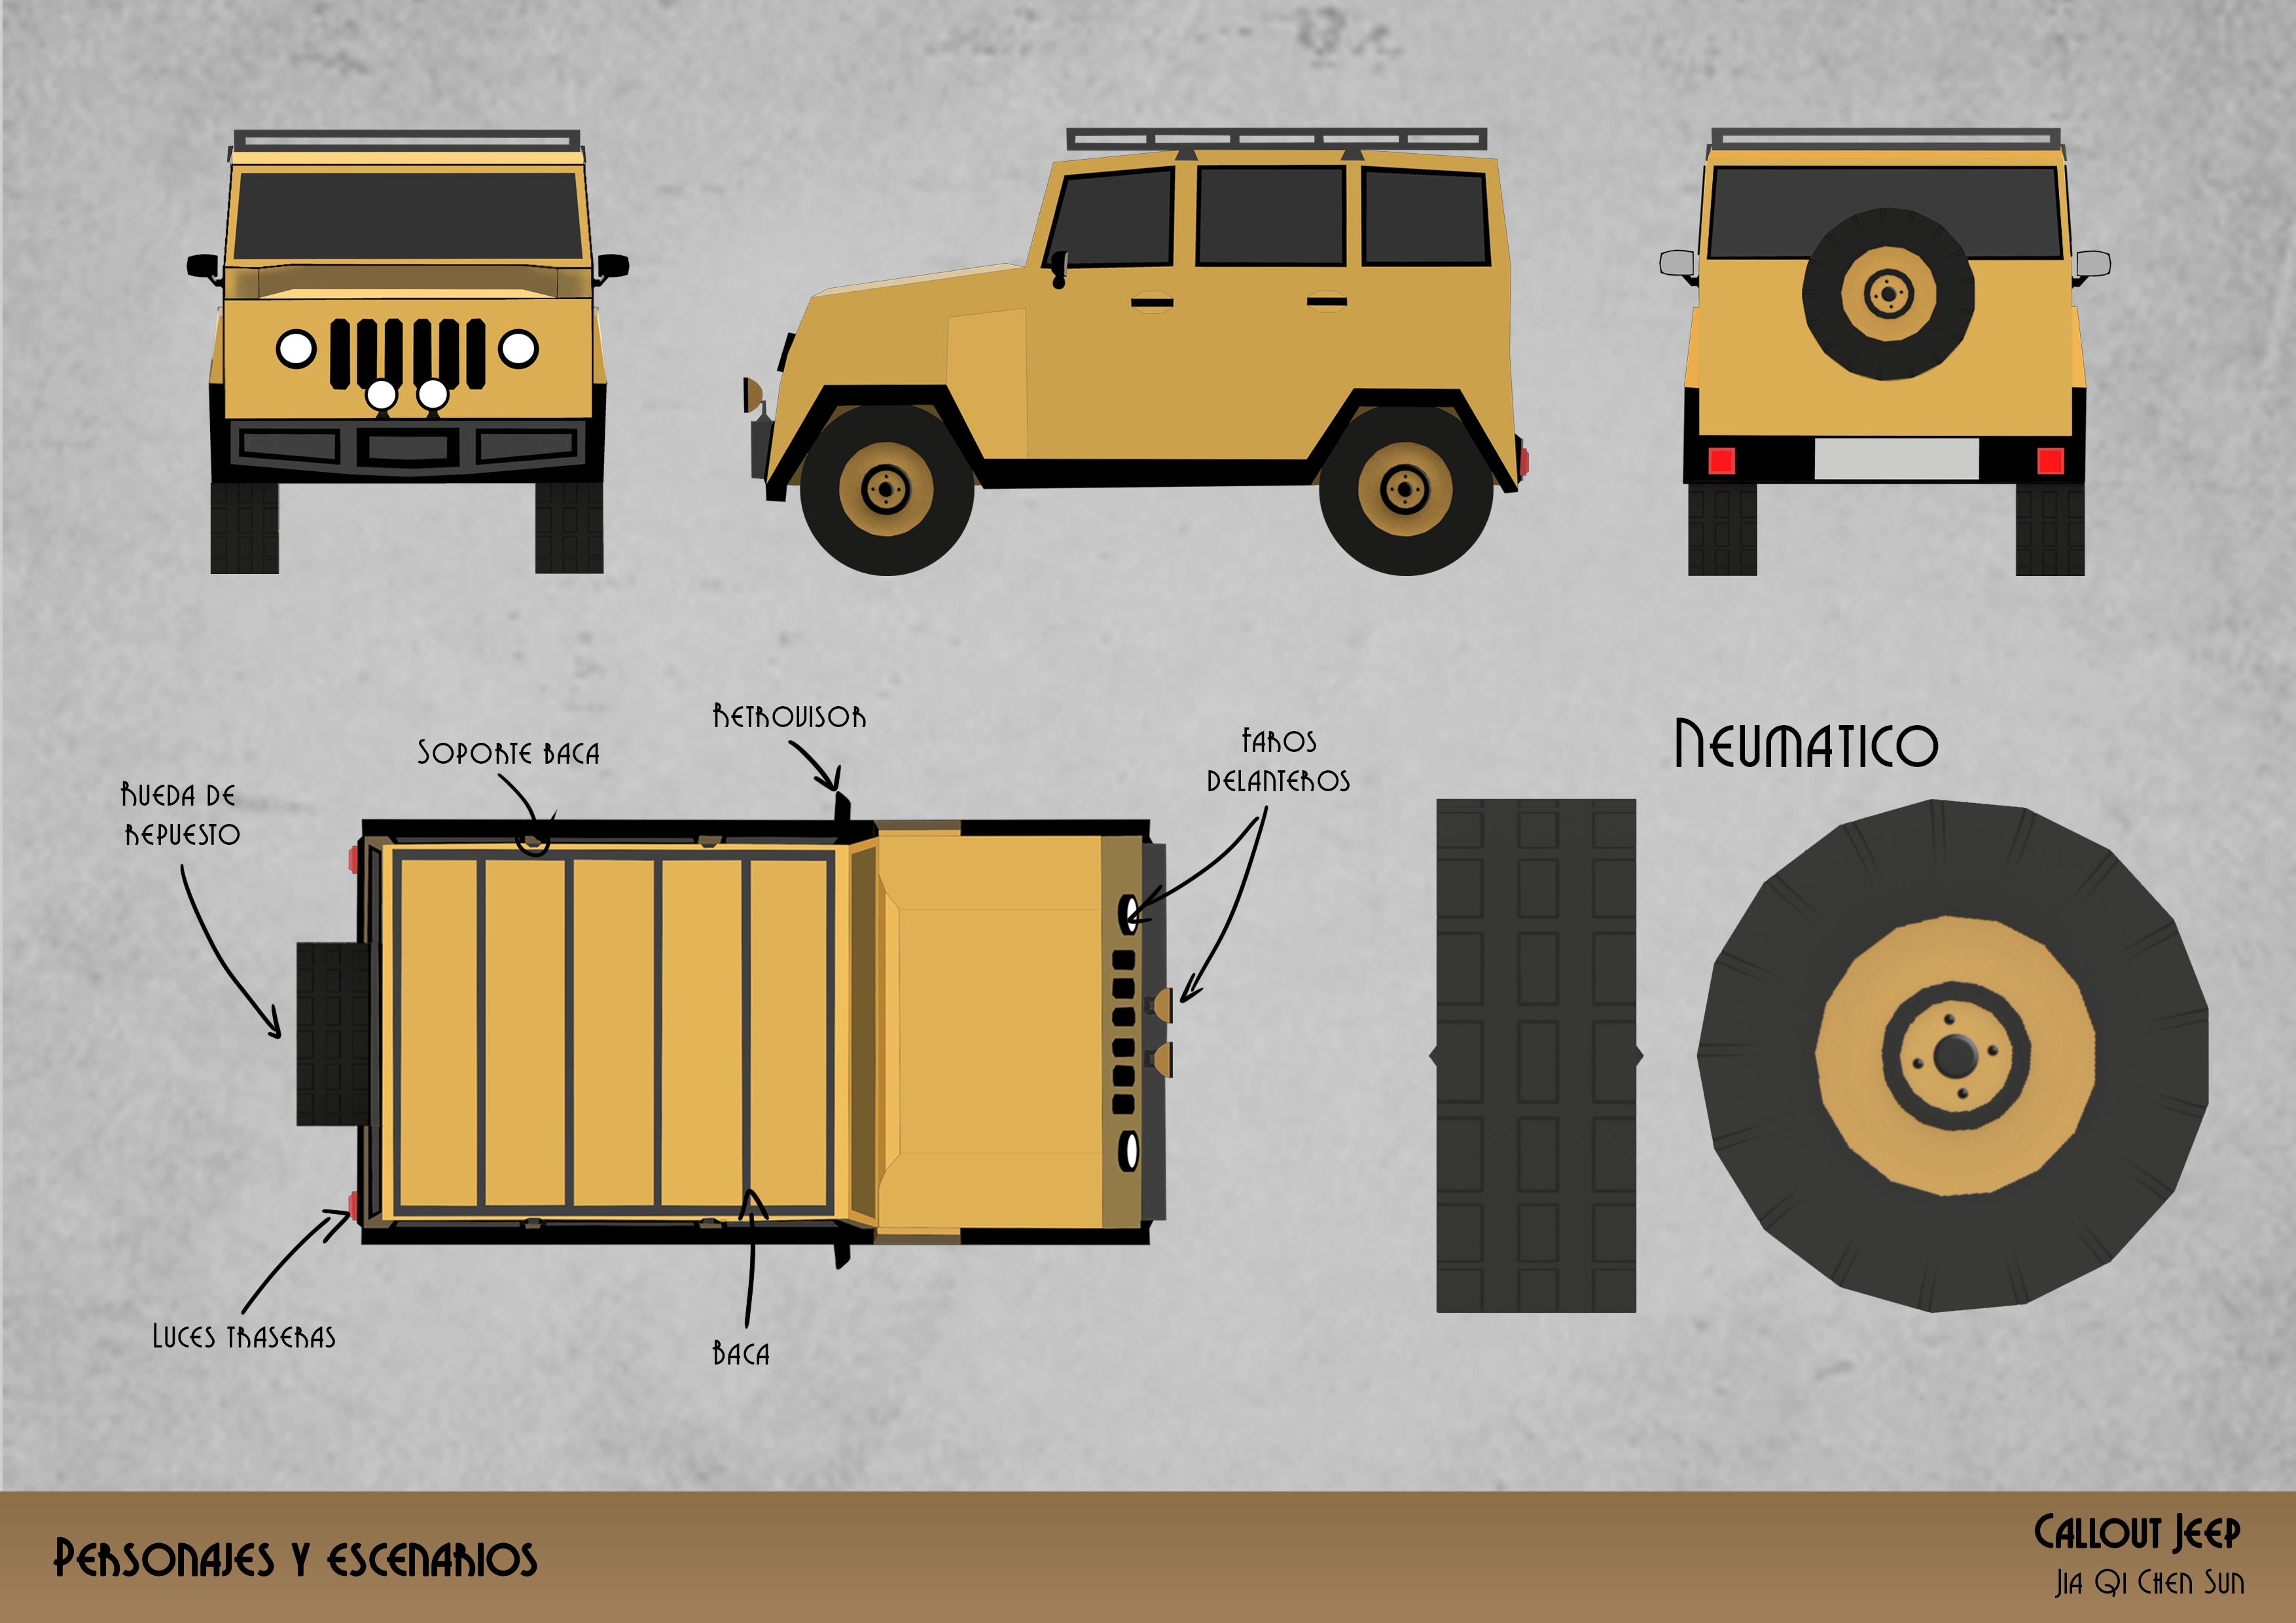 Retrovisor
Soporte baca
Faros
delanteros
Rueda de
repuesto
Neumatico
Luces traseras
Baca
Personajes y escenarios
Callout Jeep
Jia Qi Chen Sun